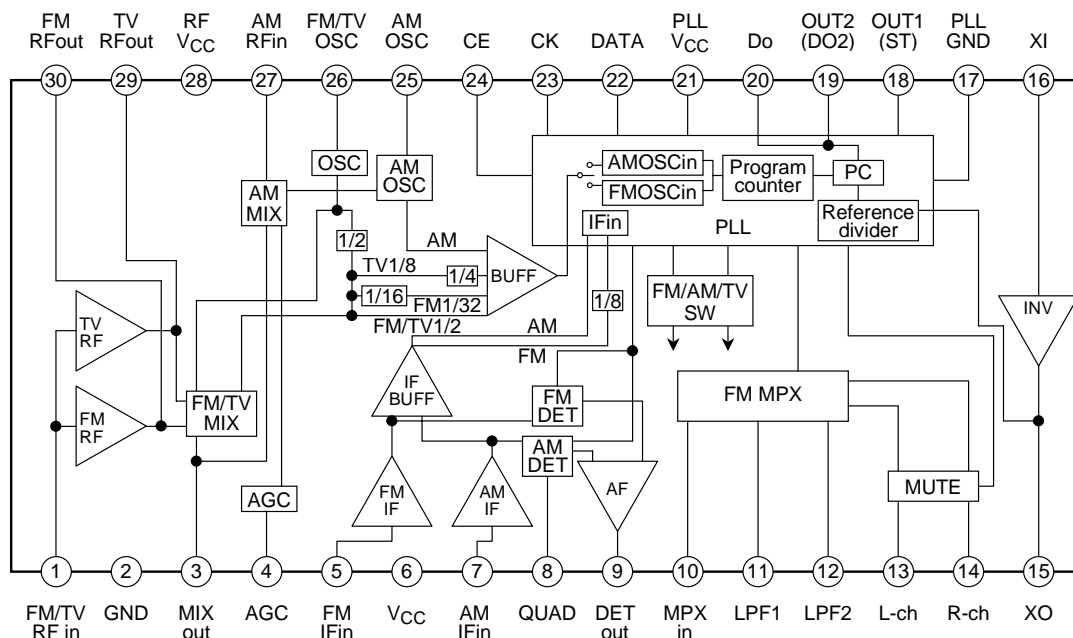 FM RFout
TV RFout
RF VCC
AM RFin
FM/TV OSC
AM OSC
CE
CK
DATA
PLL VCC
Do
OUT2 (DO2)
OUT1 (ST)
PLL GND
XI
30
29
28
27
26
25
24
23
22
21
20
19
18
17
16
OSC
AM OSC
AM MIX
AMOSCin
FMOSCin
Program counter
PC
Reference divider
IFin
PLL
1/2
AM
TV1/8
1/4
BUFF
1/16
FM1/32
FM/TV1/2
1/8
FM/AM/TV SW
INV
TV RF
AM
FM
IF BUFF
FM/TV MIX
FM RF
FM DET
FM MPX
AM DET
AGC
FM IF
AM IF
AF
MUTE
1
2
3
4
5
6
7
8
9
10
11
12
13
14
15
FM/TV RF in
GND
MIX out
AGC
FM IFin
VCC
AM IFin
QUAD
DET out
MPX in
LPF1
LPF2
L-ch
R-ch
XO